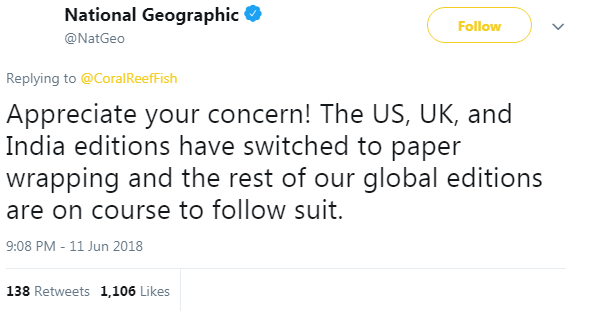 National Geographic
@NatGeo
Follow
Replying to @CoralReefFish
Appreciate your concern! The US, UK, and
India editions have switched to paper
wrapping and the rest of our global editions
are on course to follow suit.
9:08 PM - 11 Jun 2018
138 Retweets 1,106 Likes